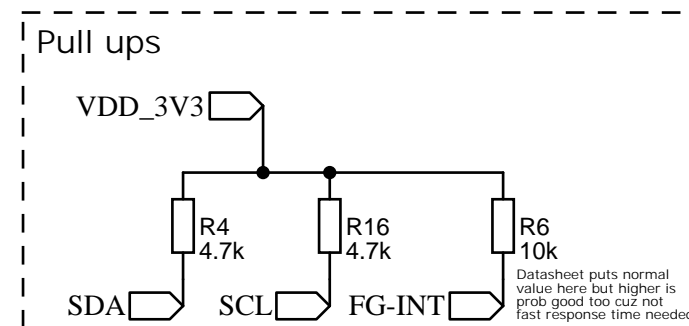 Pull ups
VDD_3V3
R4
4.7k
R16
4.7k
R6
10k
Datasheet puts normal
value here but higher is
prob good too cuz not
fast response time needed
SDA
SCL
FG-INT